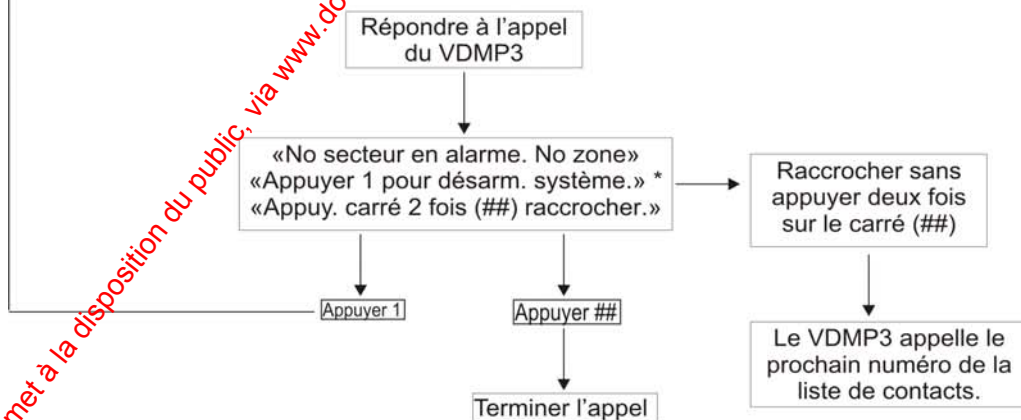 Répondre à l'appel
du VDMP3
«No secteur en alarme. No zone»
«Appuyer 1 pour désarm. système.» *
«Appuy. carré 2 fois (##) raccrocher.»
Raccrocher sans
appuyer deux fois
sur le carré (##)
Appuyer 1
Appuyer ##
Le VDMP3 appelle le
prochain numéro de la
liste de contacts.
Terminer l'appel
met à la disposition du public, via www.do